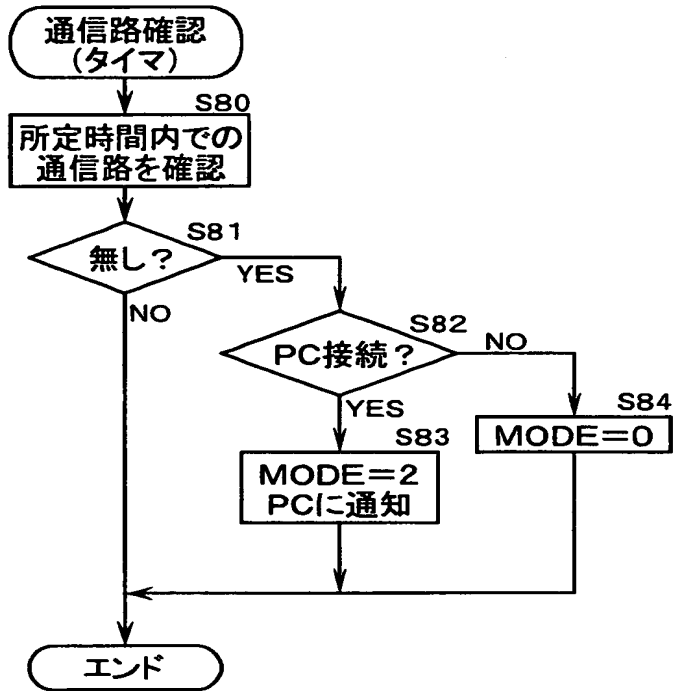 通信路確認
(タイマ)
S80
所定時間内での
通信路を確認
S81
無し?
YES
NO
S82
PC接続?
NO
YES
S84
MODE=0
S83
MODE=2
PCに通知
エンド